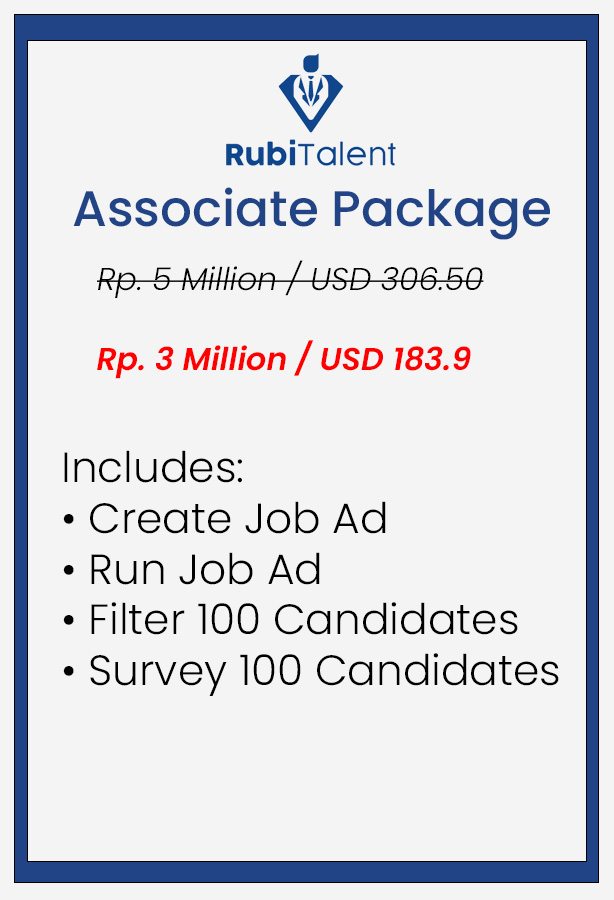 RubiTalent
Associate Package
Rp. 5 Million / USD 306.50
Rp. 3 Million / USD 183.9
Includes:
• Create Job Ad
• Run Job Ad
• Filter 100 Candidates
• Survey 100 Candidates